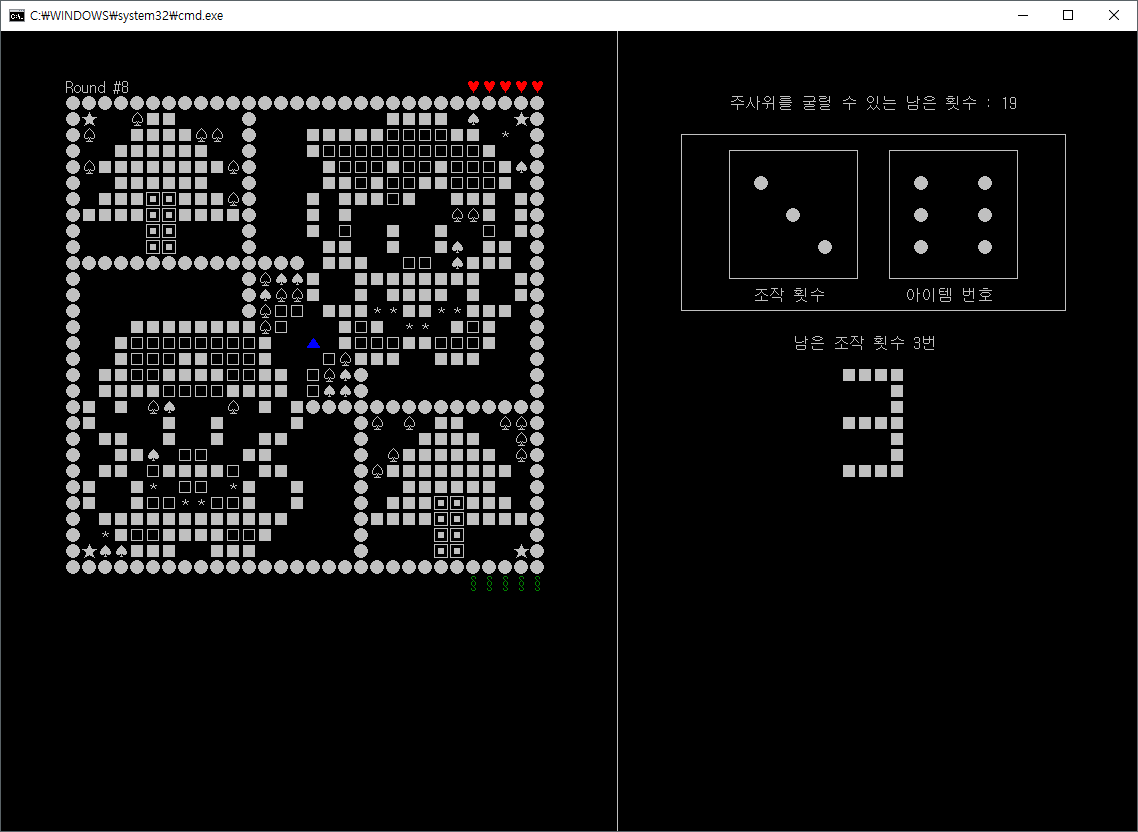 C:₩WINDOWS₩system32₩cmd.exe
Round #8
주사위를 굴릴 수 있는 남은 횟수 : 19
조작 횟수
아이템 번호
남은 조작 횟수 3번
3